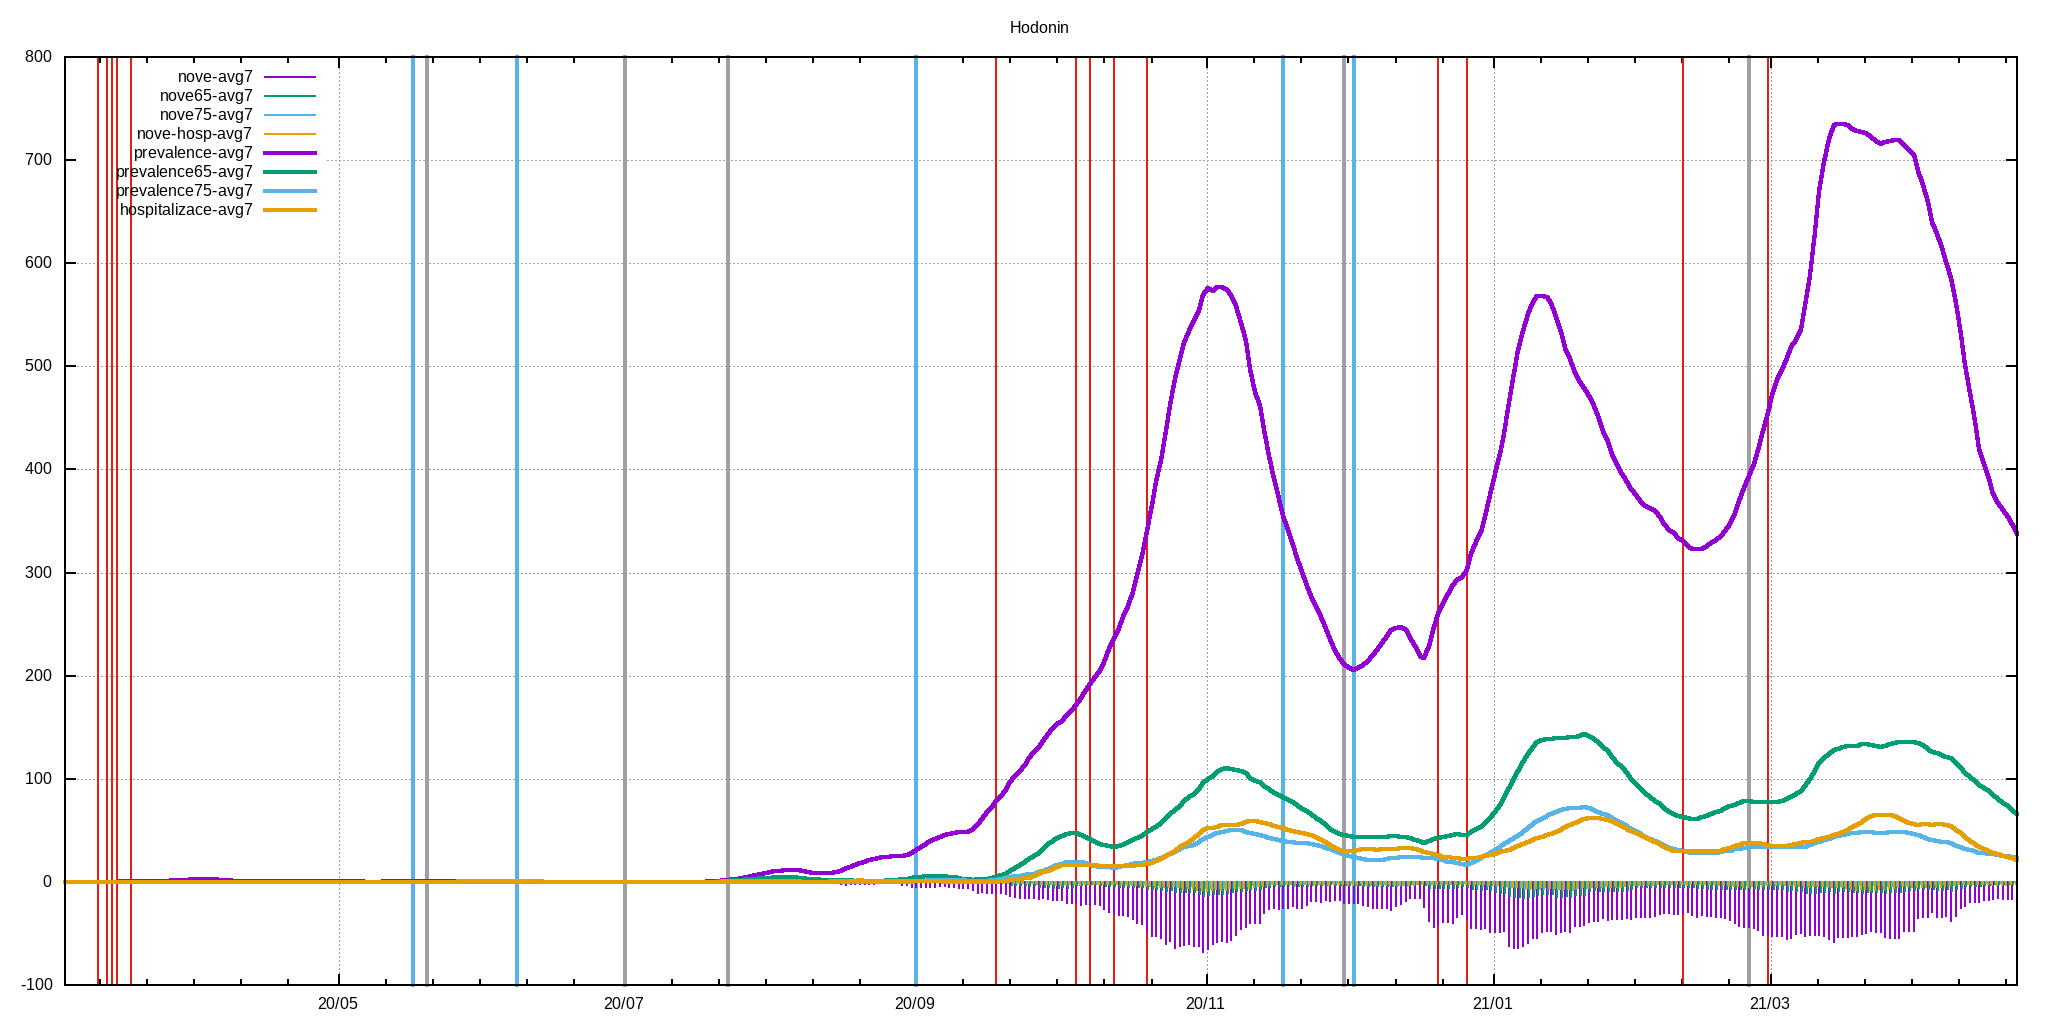 Hodonin
800
700
600
500
400
300
200
100
0
-100
nove-avg7
nove65-avg7
nove75-avg7
nove-hosp-avg7
prevalence-avg7
prevalence65-avg7
prevalence75-avg7
hospitalizace-avg7
20/05 20/07 20/09 20/11 21/01 21/03